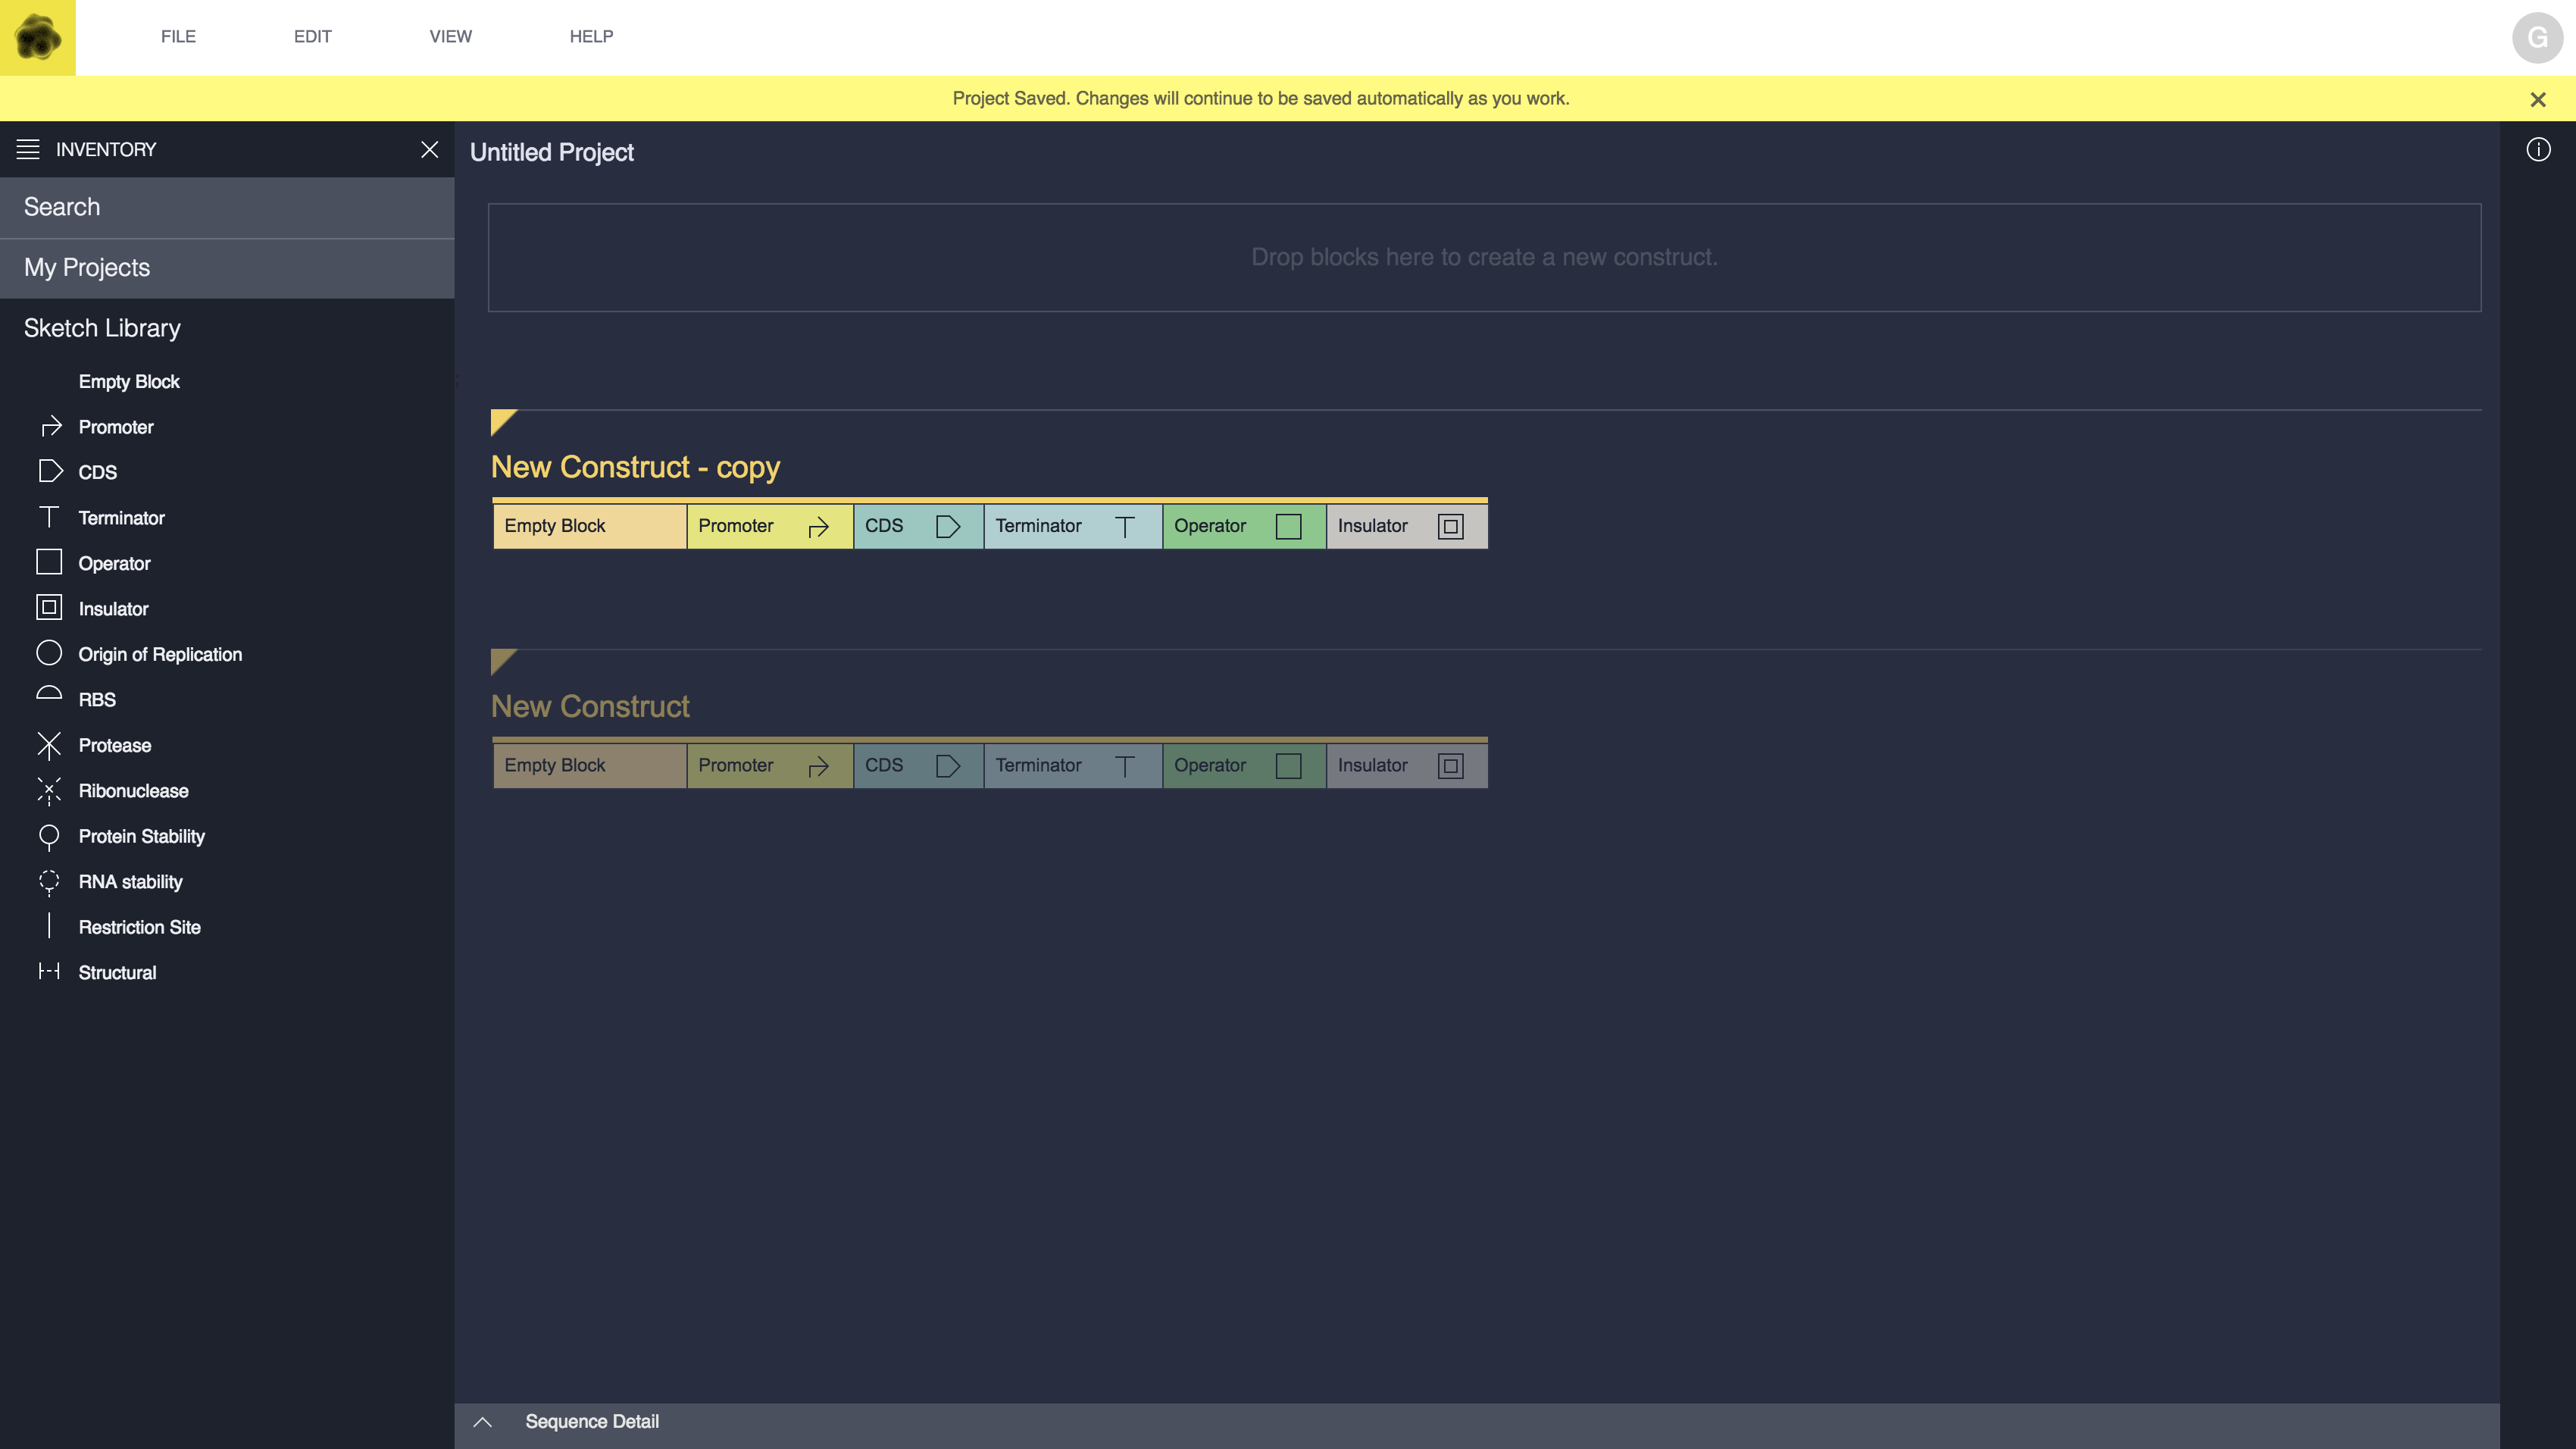 FILE EDIT VIEW HELP G
Project Saved. Changes will continue to be saved automatically as you work.
INVENTORY
Search
My Projects
Sketch Library
Empty Block
Promoter
CDS
Terminator
Operator
Insulator
Origin of Replication
RBS
Protease
Ribonuclease
Protein Stability
RNA stability
Restriction Site
Structural
Untitled Project
Drop blocks here to create a new construct.
New Construct - copy
Empty Block Promoter CDS Terminator Operator Insulator
New Construct
Empty Block Promoter CDS Terminator Operator Insulator
Sequence Detail